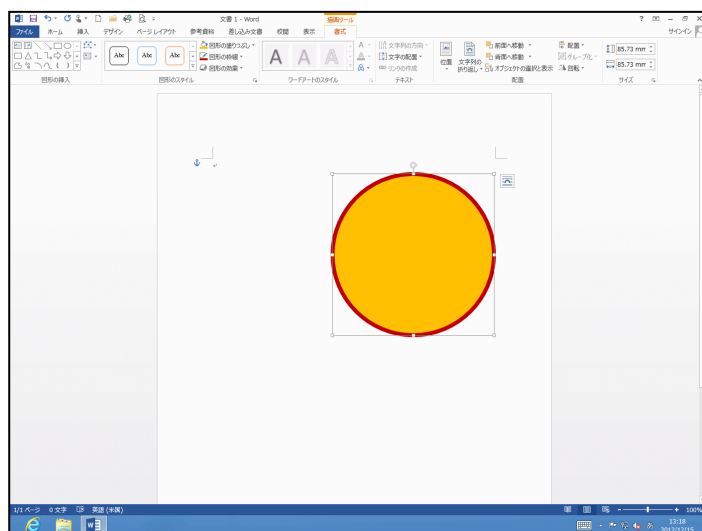 文書 1 - Word
描画ツール
ファイル ホーム 挿入 デザイン ページ レイアウト 参考資料 差し込み文書 校閲 表示 書式
サインイン
Abc Abc Abc
図形の塗りつぶし
図形の枠線
図形の効果
A A A
文字列の方向
文字の配置
リンクの作成
位置
文字列の
折り返し
前面へ移動
背面へ移動
オブジェクトの選択と表示
配置
グループ化
回転
85.73 mm
85.73 mm
図形の挿入 図形のスタイル ワードアートのスタイル テキスト 配置 サイズ
1/1 ページ 0 文字 英語 (米国)
100%
あ
13:18
2012/12/15